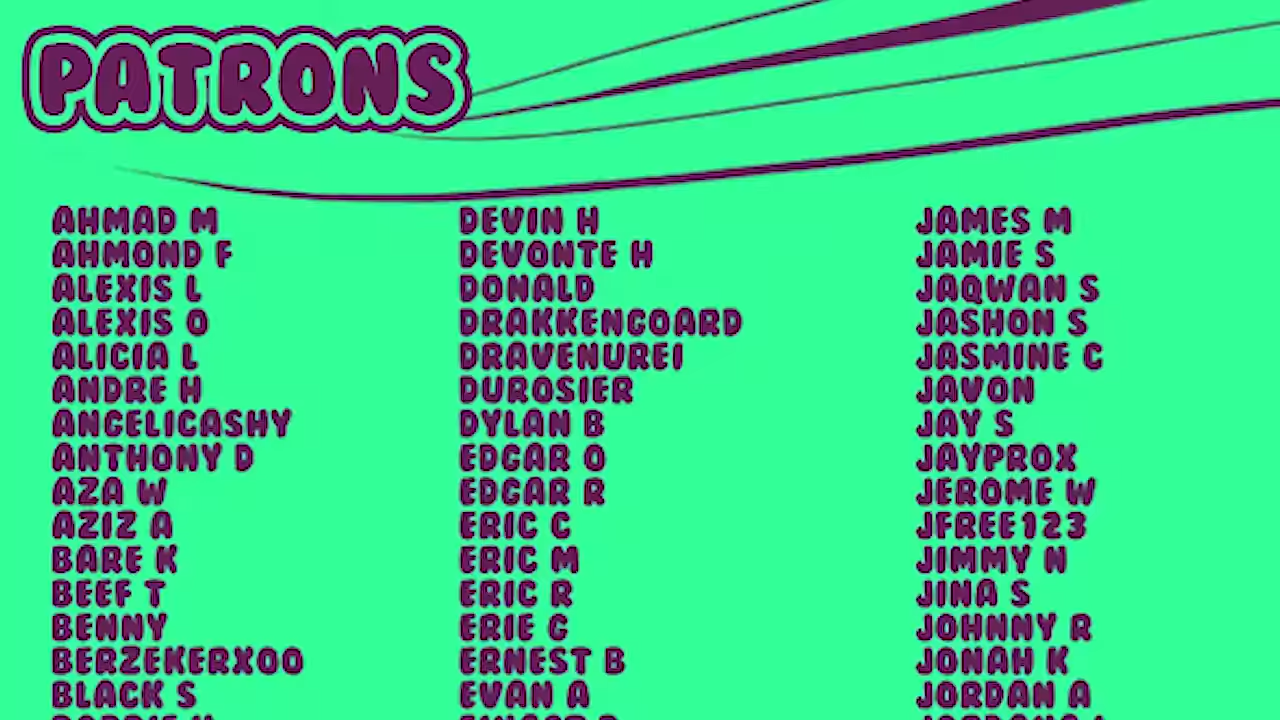 PATRONS
AHMAD M
AHMOND F
ALEXIS L
ALEXIS O
ALICIA L
ANDRE H
ANGELICASHY
ANTHONY D
AZA W
AZIZ A
BARE K
BEEF T
BENNY
BERZEKERXOO
BLACK S
DEVIN H
DEVONTE H
DONALD
DRAKKENGOARD
DRAVENUREI
DUROSIER
DYLAN B
EDGAR O
EDGAR R
ERIC C
ERIC M
ERIC R
ERIE G
ERNEST B
EVAN A
JAMES M
JAMIE S
JAQWAN S
JASHON S
JASMINE C
JAVON
JAY S
JAYPROX
JEROME W
JFREE123
JIMMY N
JINA S
JOHNNY R
JONAH K
JORDAN A